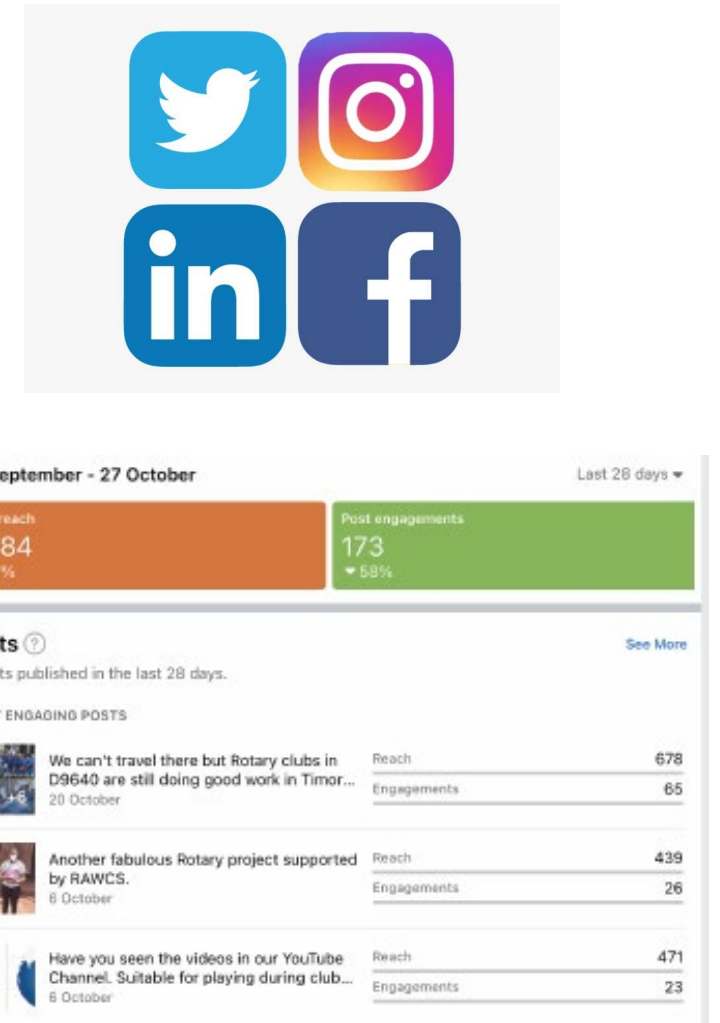 in
f
eptember - 27 October
Last 28 days
reach
Post engagements
84
173
%
58%
ts ?
See More
ts published in the last 28 days.
ENGAGING POSTS
We can't travel there but Rotary clubs in
D9640 are still doing good work in Timor...
20 October
+6
Reach 678
Engagements 65
Another fabulous Rotary project supported
by RAWCS.
6 October
Reach 439
Engagements 26
Have you seen the videos in our YouTube
Channel. Suitable for playing during club...
6 October
Reach 471
Engagements 23